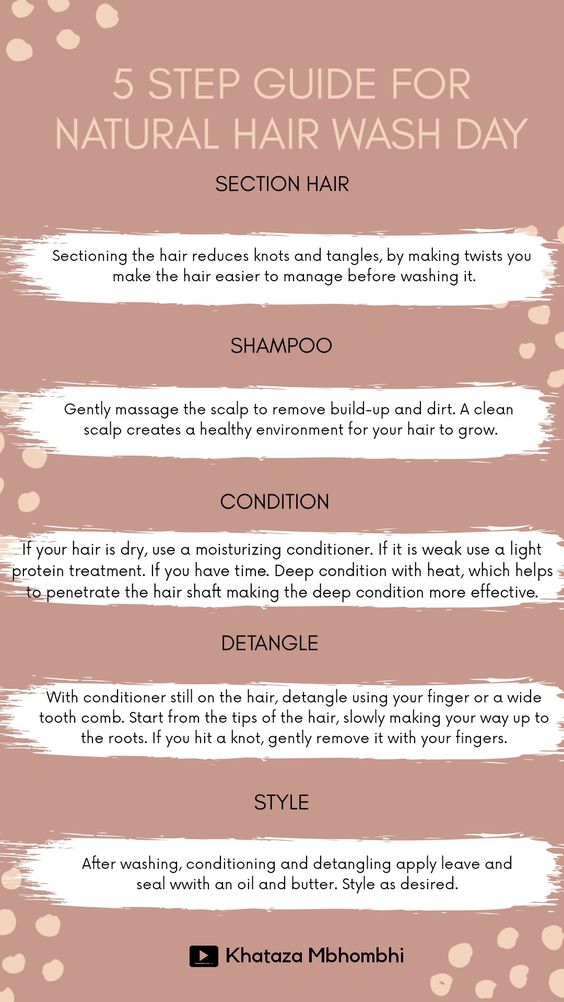 5 STEP GUIDE FOR
NATURAL HAIR WASH DAY
SECTION HAIR
Sectioning the hair reduces knots and tangles, by making twists you
make the hair easier to manage before washing it.
SHAMPOO
Gently massage the scalp to remove build-up and dirt. A clean
scalp creates a healthy environment for your hair to grow.
CONDITION
If your hair is dry, use a moisturizing conditioner. If it is weak use a light
protein treatment. If you have time. Deep condition with heat, which helps
to penetrate the hair shaft making the deep condition more effective.
DETANGLE
With conditioner still on the hair, detangle using your finger or a wide
tooth comb. Start from the tips of the hair, slowly making your way up to
the roots. If you hit a knot, gently remove it with your fingers.
STYLE
After washing, conditioning and detangling apply leave and
seal wwith an oil and butter. Style as desired.
Khataza Mbhombhi